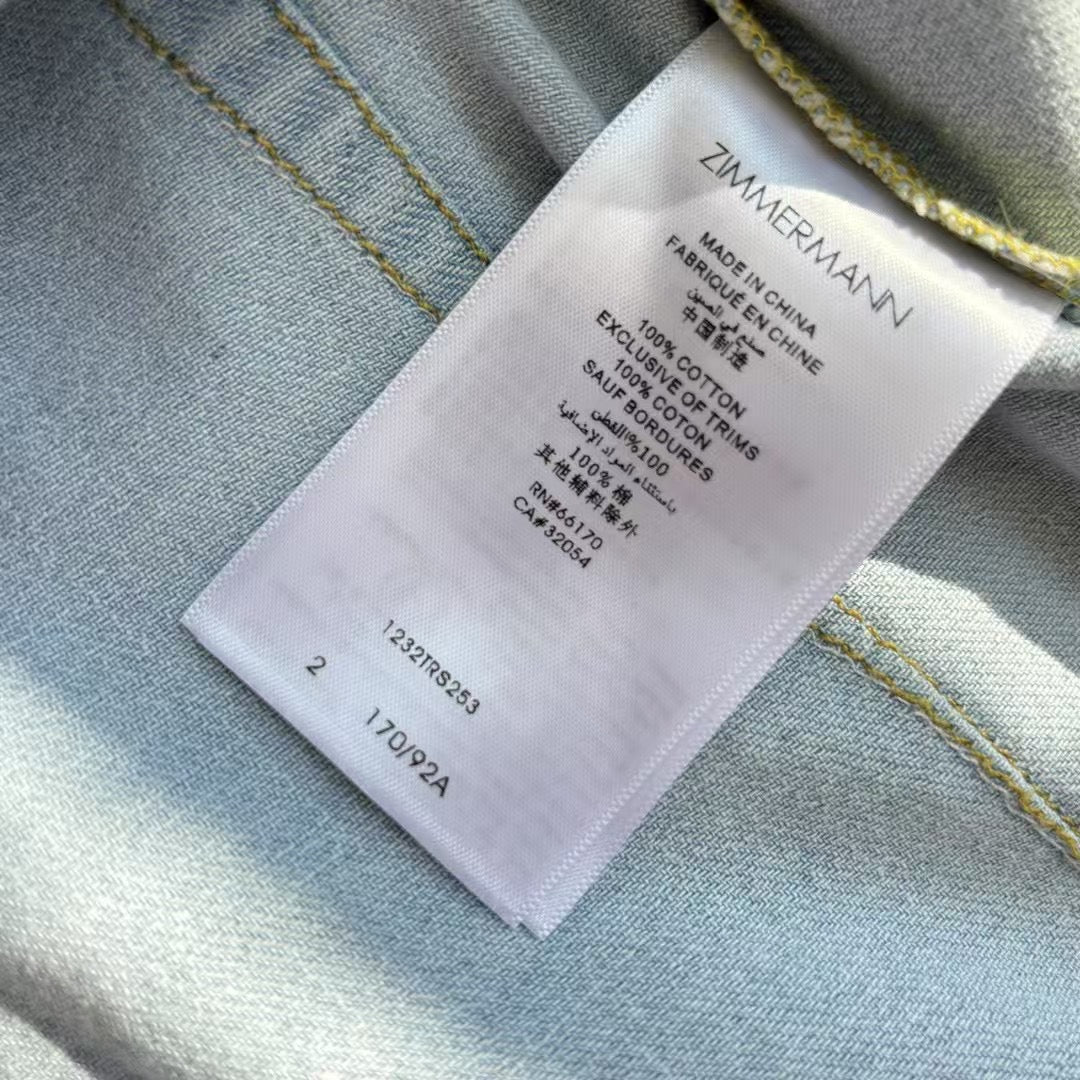 ZIMMERMANN
MADE IN CHINA
FABRIQUÉ EN CHINE
صنع في الصين
中国制造
100% COTTON
EXCLUSIVE OF TRIMS
100% COTON
SAUF BORDURES
100%القطن
باستثناء المواد الإضافية
100% 棉
其他辅料除外
RN#66170
CA#32054
1232TRS253
2
170/92A